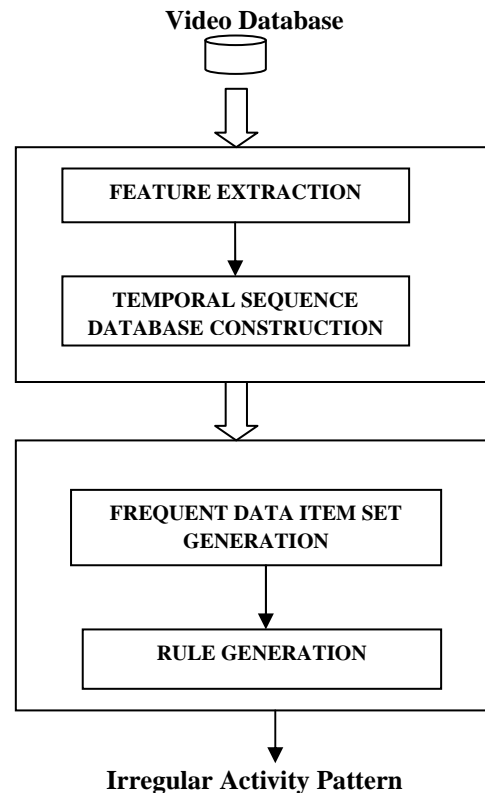 Video Database
FEATURE EXTRACTION
TEMPORAL SEQUENCE
DATABASE CONSTRUCTION
FREQUENT DATA ITEM SET
GENERATION
RULE GENERATION
Irregular Activity Pattern